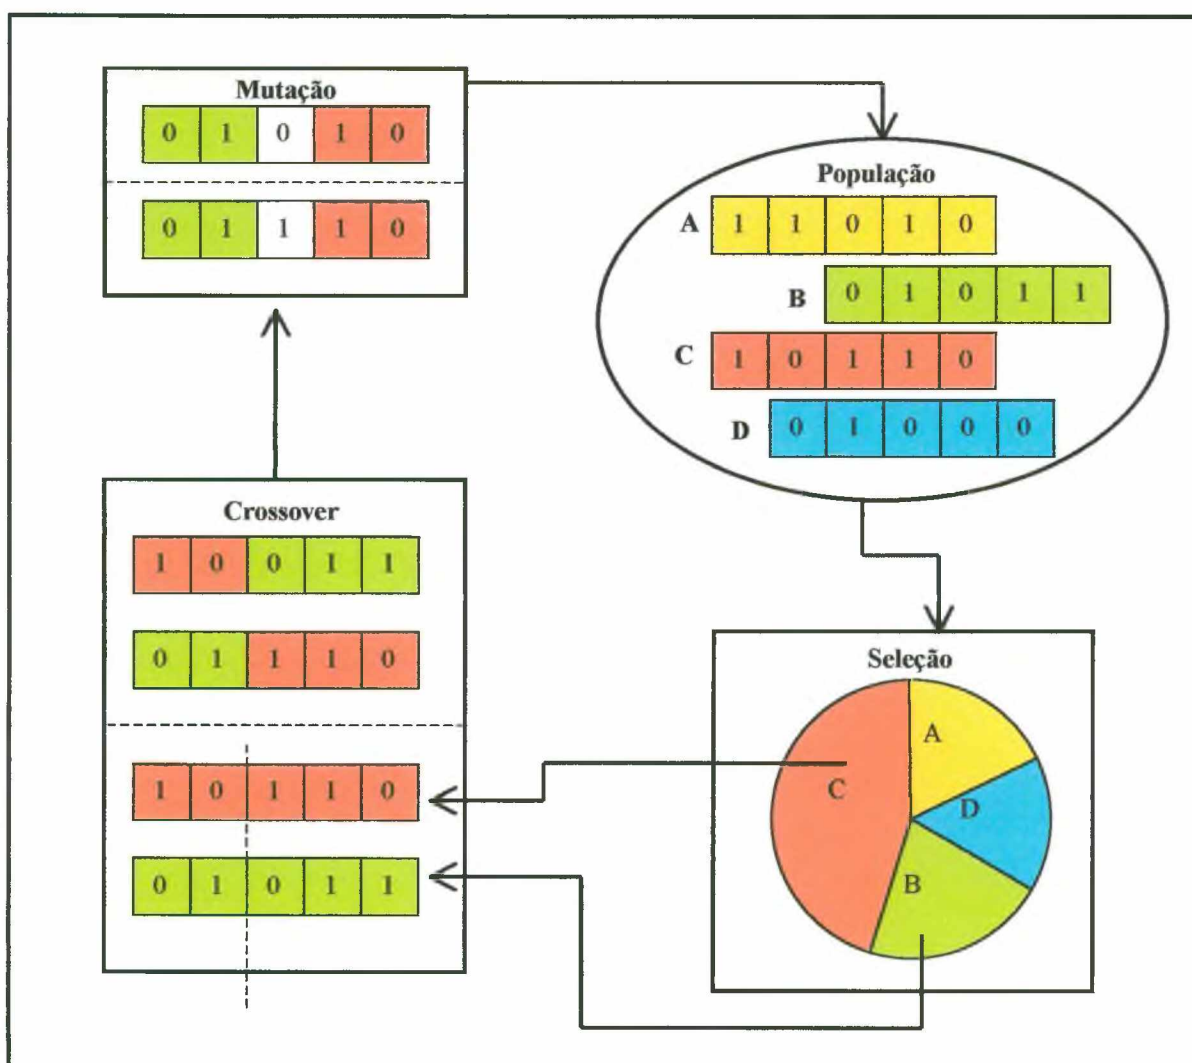 Mutação
0 1 0 1 0
0 1 1 1 0
População
A 1 1 0 1 0
B 0 1 0 1 1
C 1 0 1 1 0
D 0 1 0 0 0
Crossover
1 0 0 1 1
0 1 1 1 0
1 0 1 1 0
0 1 0 1 1
Seleção
A
C
D
B